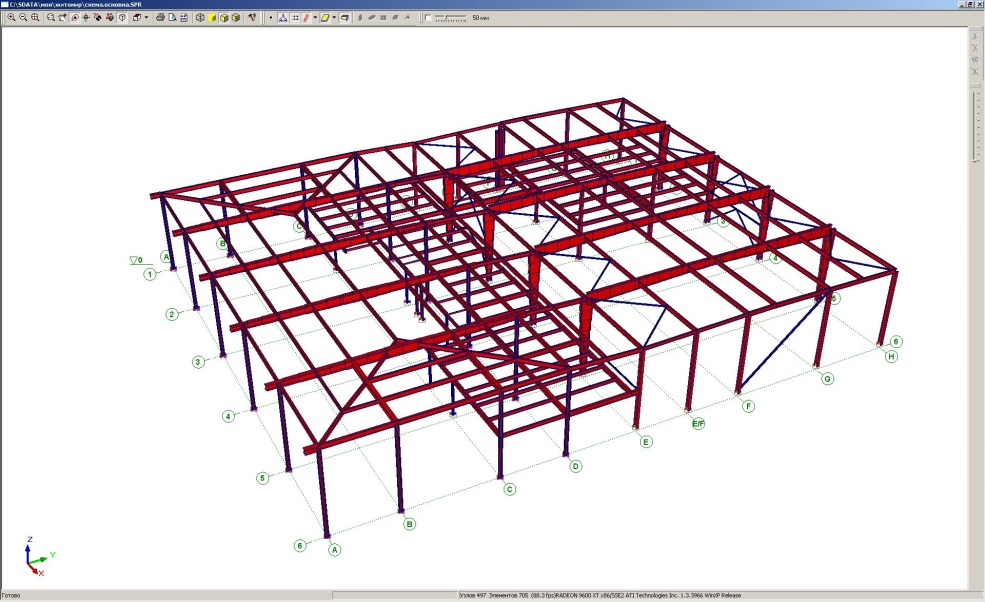 C:\SDATA\моя\житомир\схема.основна.SPR
50 мм
C
B
A
▽0
1
2
3
4
5
6
3
4
5
6
H
G
F
E/F
E
D
C
B
A
Z
Y
X
Готово
Узлов 497 Элементов 705 (88.3 fps)RADEON 9600 XT x86/SSE2 ATI Technologies Inc. 1.3.3966 WinXP Release